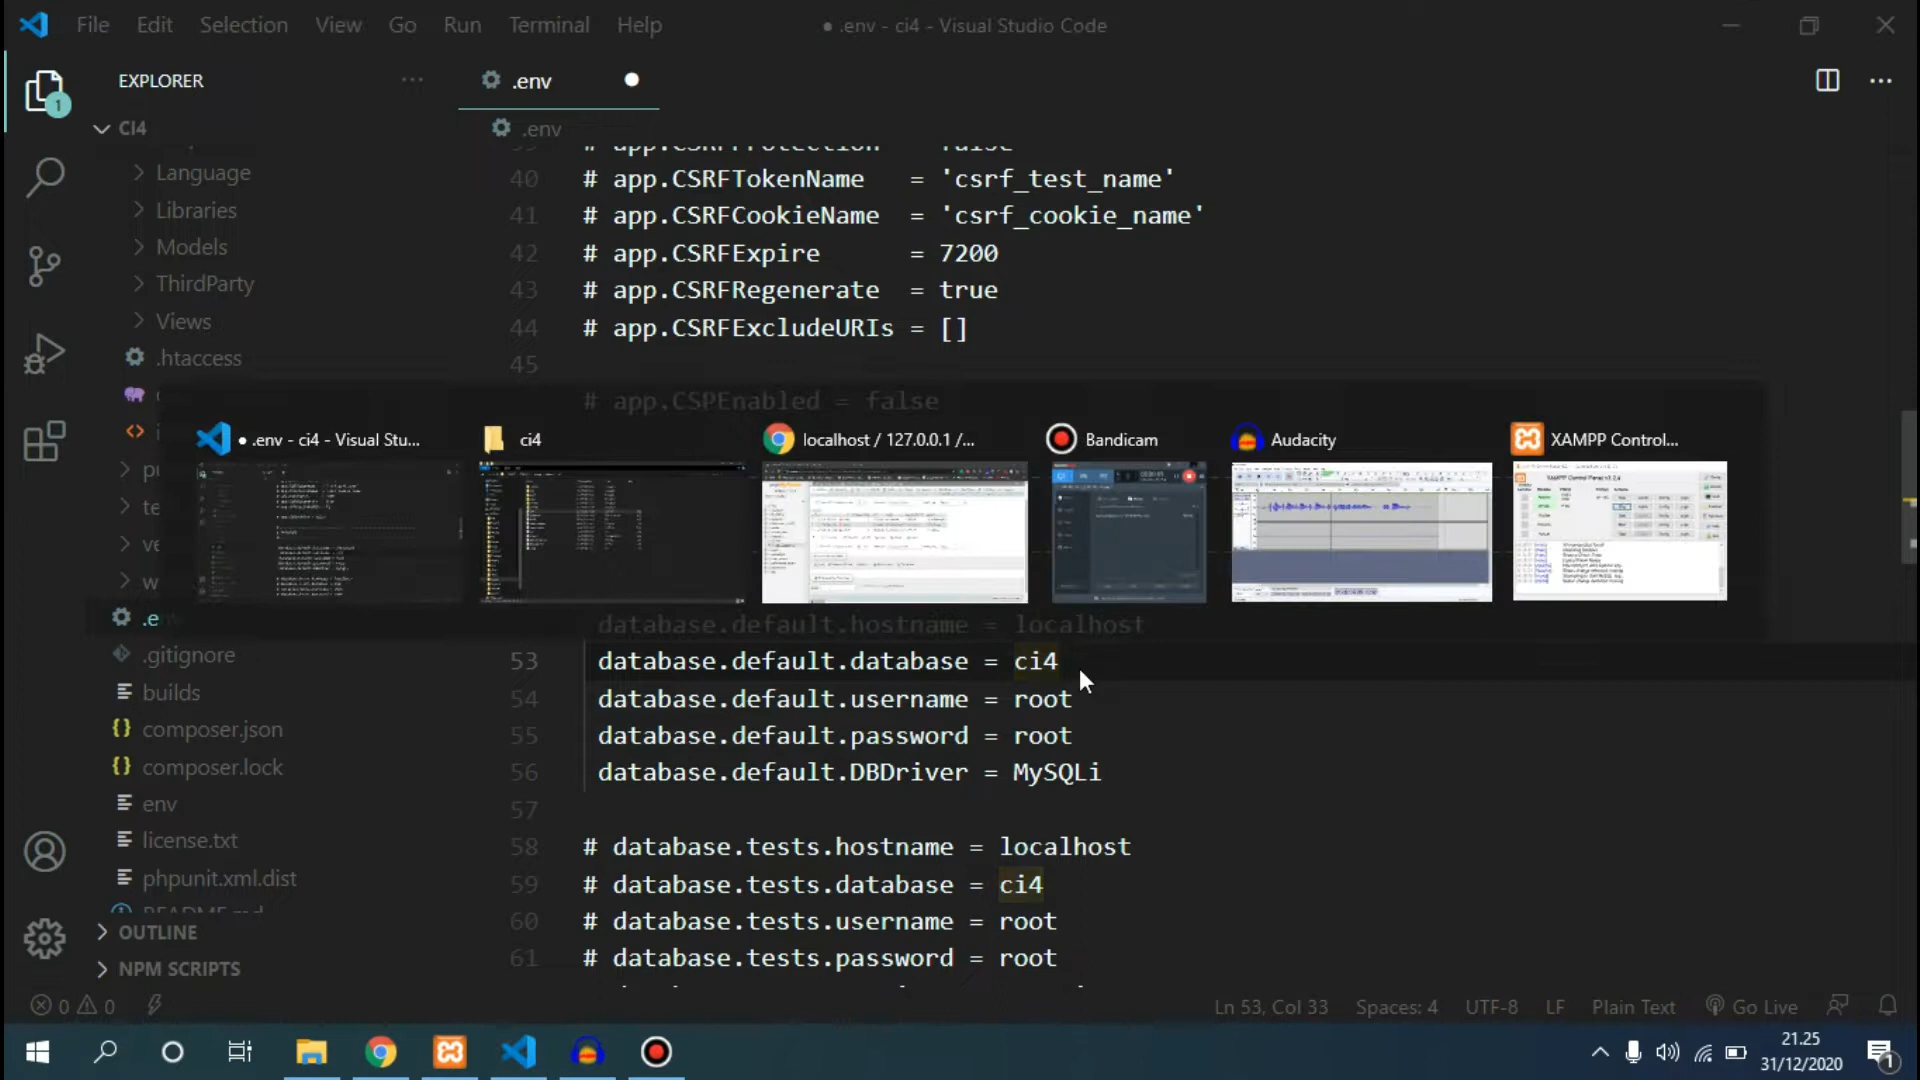 File Edit Selection View Go Run Terminal Help
● .env - ci4 - Visual Studio Code
EXPLORER
.env
1
CI4
.env
Language
Libraries
Models
ThirdParty
Views
.htaccess
.gitignore
builds
composer.json
composer.lock
env
license.txt
phpunit.xml.dist
README.md
OUTLINE
NPM SCRIPTS
40 # app.CSRFTokenName = 'csrf_test_name'
41 # app.CSRFCookieName = 'csrf_cookie_name'
42 # app.CSRFExpire = 7200
43 # app.CSRFRegenerate = true
44 # app.CSRFExcludeURIs = []
45
# app.CSPEnabled = false
● .env - ci4 - Visual Stu...
ci4
localhost / 127.0.0.1 /...
Bandicam
Audacity
XAMPP Control...
database.default.hostname = localhost
53 database.default.database = ci4
54 database.default.username = root
55 database.default.password = root
56 database.default.DBDriver = MySQLi
57
58 # database.tests.hostname = localhost
59 # database.tests.database = ci4
60 # database.tests.username = root
61 # database.tests.password = root
0 0
Ln 53, Col 33 Spaces: 4 UTF-8 LF Plain Text Go Live
21.25
31/12/2020
1